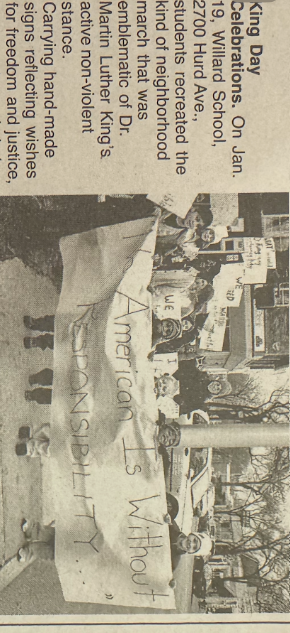 King Day
Celebrations. On Jan.
19, Willard School,
2700 Hurd Ave.,
students recreated the
kind of neighborhood
march that was
emblematic of Dr.
Martin Luther King's
active non-violent
stance.
Carrying hand-made
signs reflecting wishes
for freedom and justice,
WE
WE
American Is Without
RESPONSIBILITY..."